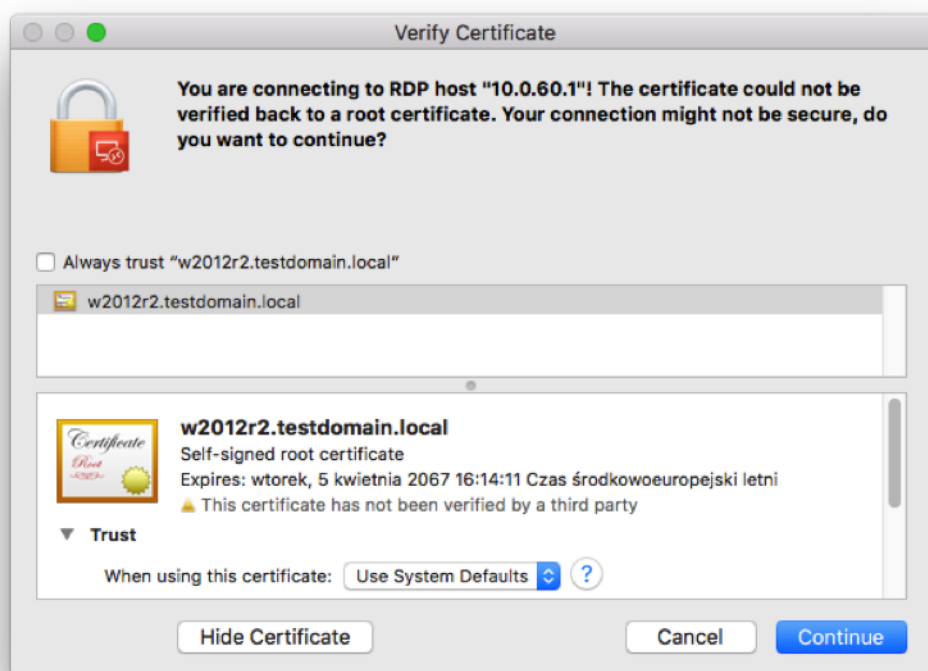 Verify Certificate
You are connecting to RDP host "10.0.60.1"! The certificate could not be
verified back to a root certificate. Your connection might not be secure, do
you want to continue?
Always trust “w2012r2.testdomain.local”
w2012r2.testdomain.local
Certificate
Root
w2012r2.testdomain.local
Self-signed root certificate
Expires: wtorek, 5 kwietnia 2067 16:14:11 Czas środkowoeuropejski letni
This certificate has not been verified by a third party
Trust
When using this certificate: Use System Defaults ?
Hide Certificate Cancel Continue